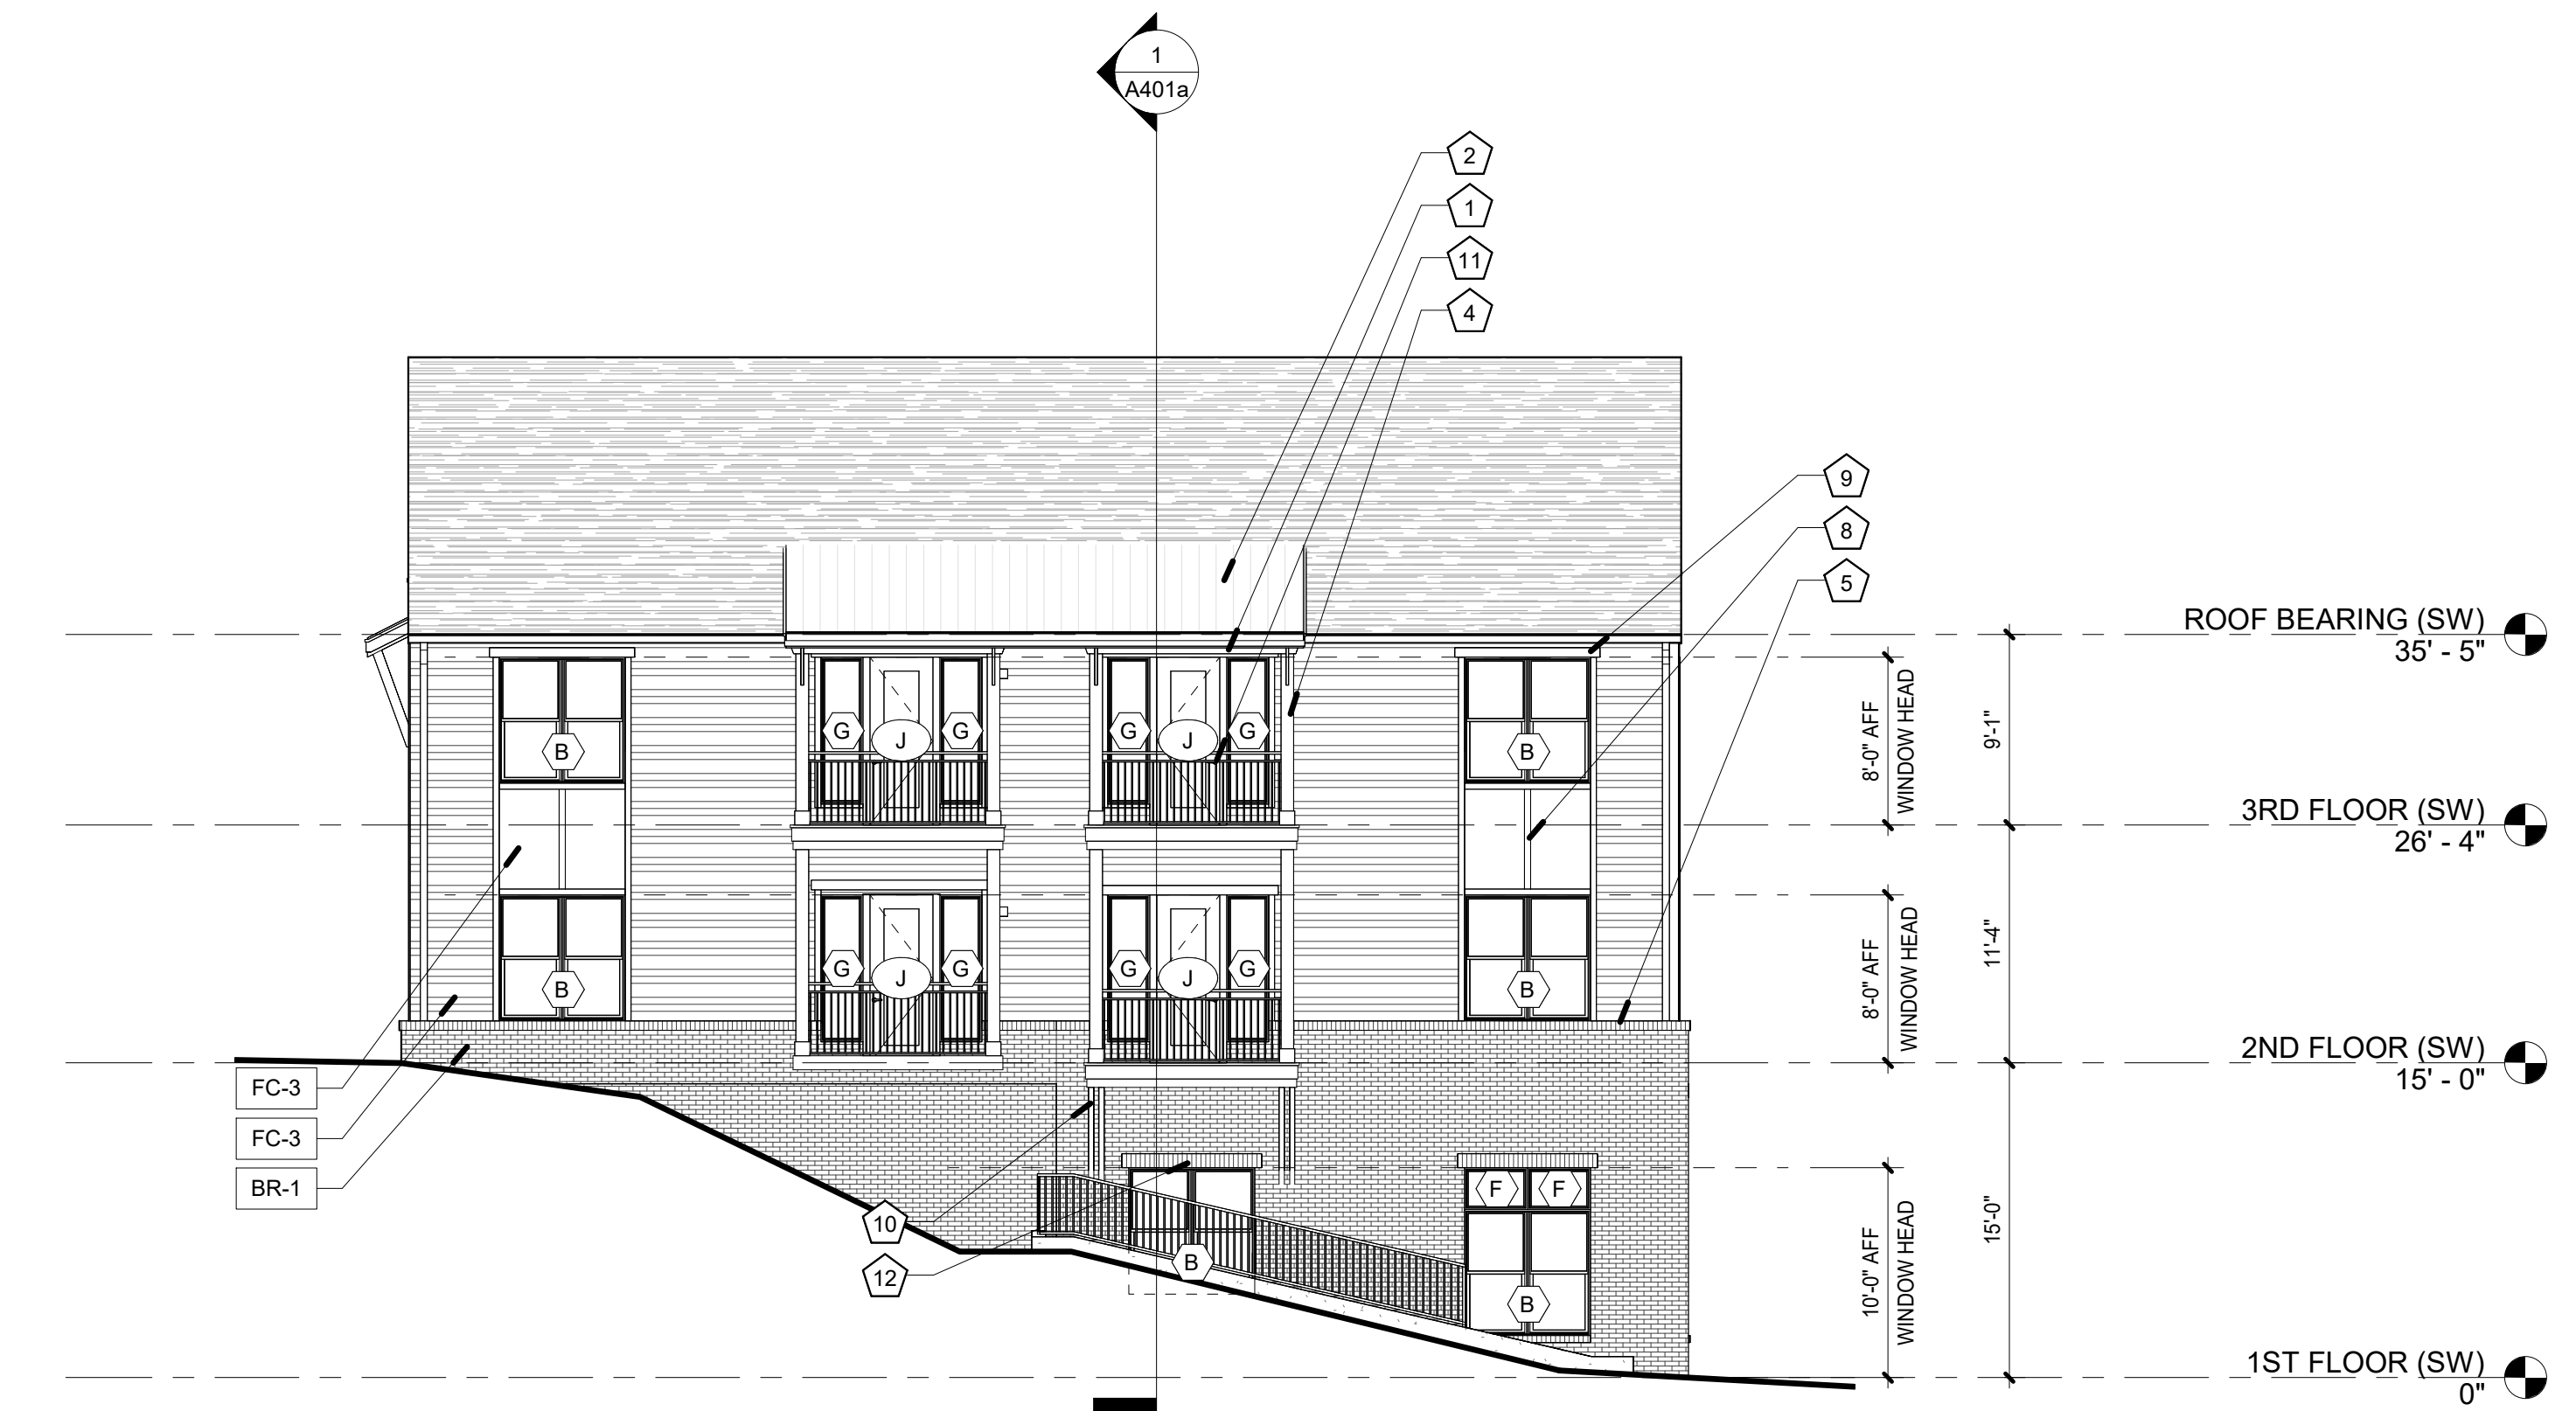 1
A401a
2
1
11
4
9
8
5
ROOF BEARING (SW)
35' - 5"
8'-0" AFF
WINDOW HEAD
9'-1"
G
J
G
G
J
G
B
B
3RD FLOOR (SW)
26' - 4"
8'-0" AFF
WINDOW HEAD
11'-4"
G
J
G
G
J
G
B
B
2ND FLOOR (SW)
15' - 0"
FC-3
FC-3
BR-1
10
12
B
F
F
B
10'-0" AFF
WINDOW HEAD
15'-0"
1ST FLOOR (SW)
0"